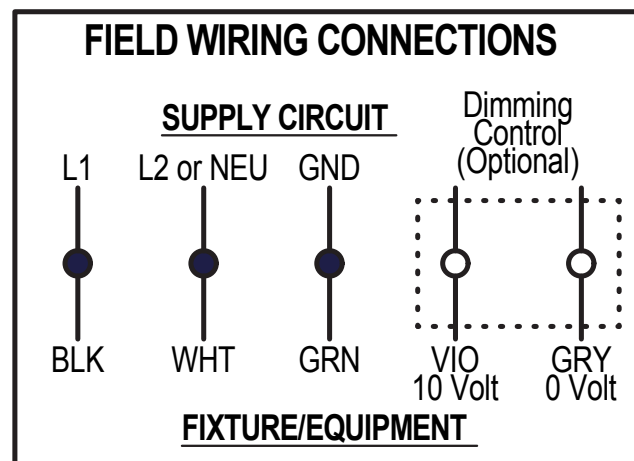 FIELD WIRING CONNECTIONS
SUPPLY CIRCUIT
Dimming
Control
(Optional)
L1 L2 or NEU GND
BLK WHT GRN VIO GRY
10 Volt 0 Volt
FIXTURE/EQUIPMENT